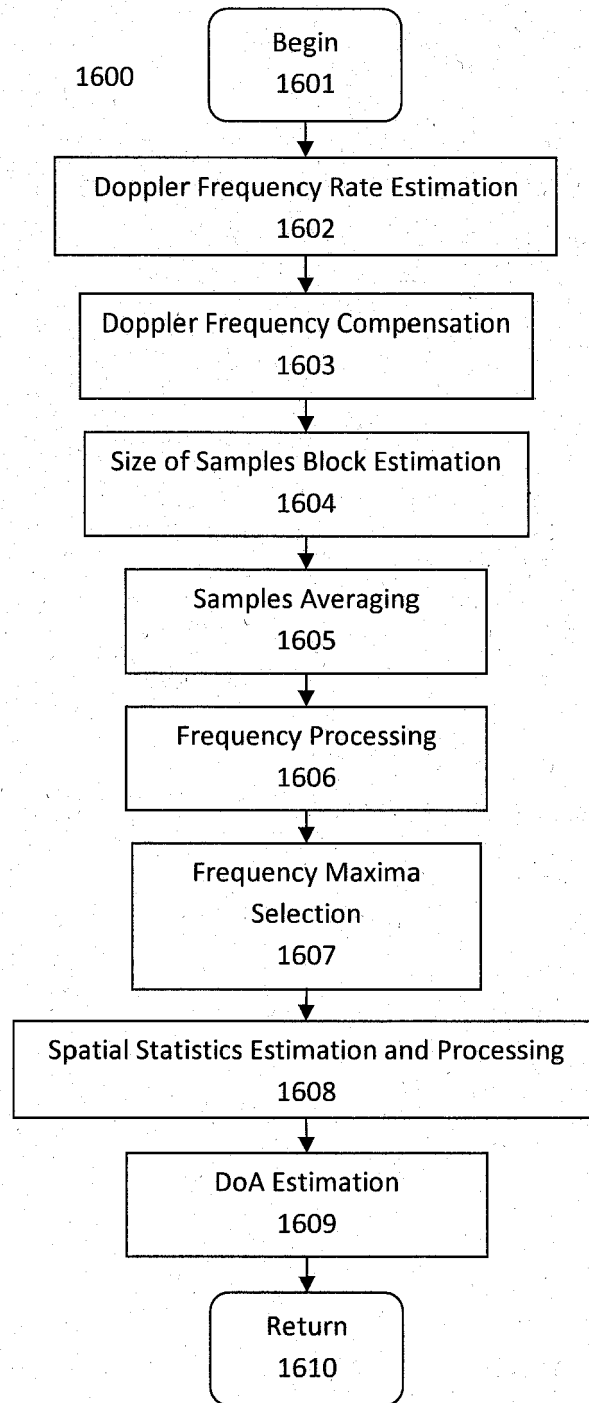 Begin
1600
1601
Doppler Frequency Rate Estimation
1602
Doppler Frequency Compensation
1603
Size of Samples Block Estimation
1604
Samples Averaging
1605
Frequency Processing
1606
Frequency Maxima
Selection
1607
Spatial Statistics Estimation and Processing
1608
DoA Estimation
1609
Return
1610